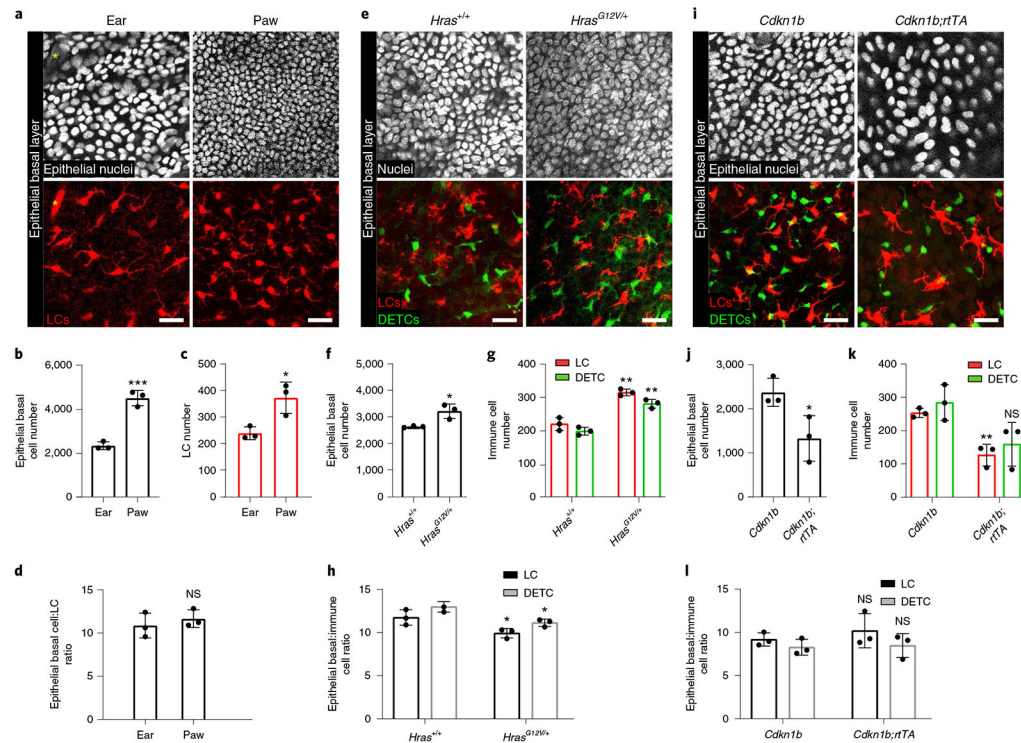 a
Ear
Paw
Epithelial basal layer
*
Epithelial nuclei
*
LCs
e
Hras+/+
HrasG12V/+
Epithelial basal layer
Nuclei
LCs
DETCs
i
Cdkn1b
Cdkn1b;rtTA
Epithelial basal layer
Epithelial nuclei
LCs
DETCs
b
Epithelial basal
cell number
6,000
4,000
2,000
0
***
Ear
Paw
c
LC number
500
400
300
200
100
0
*
Ear
Paw
f
Epithelial basal
cell number
5,000
4,000
3,000
2,000
1,000
0
*
Hras+/+
HrasG12V/+
g
LC
DETC
Immune cell
number
400
300
200
100
0
**
**
Hras+/+
HrasG12V/+
j
Epithelial basal
cell number
3,000
2,000
1,000
0
*
Cdkn1b
Cdkn1b;
rtTA
k
LC
DETC
Immune cell
number
400
300
200
100
0
**
NS
Cdkn1b
Cdkn1b;
rtTA
d
Epithelial basal cell:LC
ratio
15
10
5
0
NS
Ear
Paw
h
LC
DETC
Epithelial basal:immune
cell ratio
15
10
5
0
*
*
Hras+/+
HrasG12V/+
l
LC
DETC
Epithelial basal:immune
cell ratio
15
10
5
0
NS
NS
Cdkn1b
Cdkn1b;rtTA